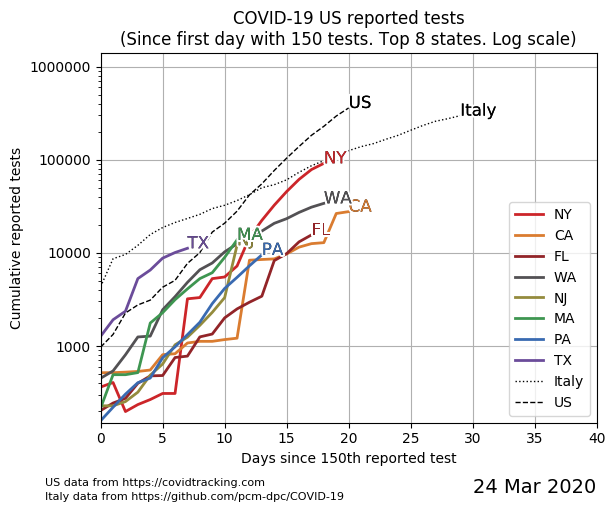 COVID-19 US reported tests
(Since first day with 150 tests. Top 8 states. Log scale)
Cumulative reported tests
1000000
100000
10000
1000
US
Italy
NY
WA
CA
FL
MA
NJ
TX
PA
NY
CA
FL
WA
NJ
MA
PA
TX
Italy
US
0 5 10 15 20 25 30 35 40
Days since 150th reported test
US data from https://covidtracking.com
Italy data from https://github.com/pcm-dpc/COVID-19
24 Mar 2020